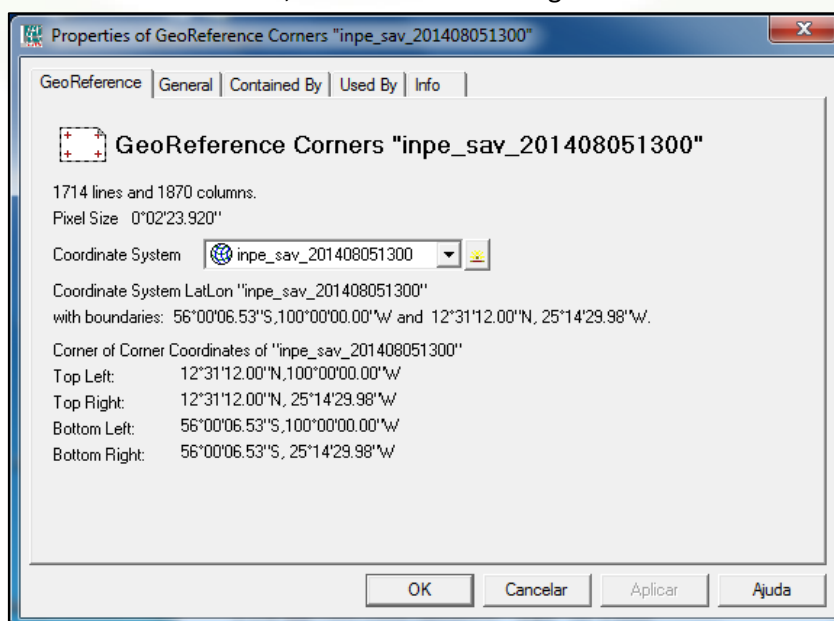 Properties of GeoReference Corners "inpe_sav_201408051300"
GeoReference General Contained By Used By Info
GeoReference Corners "inpe_sav_201408051300"
1714 lines and 1870 columns.
Pixel Size 0°02'23.920''
Coordinate System inpe_sav_201408051300
Coordinate System LatLon "inpe_sav_201408051300"
with boundaries: 56°00'06.53''S,100°00'00.00''W and 12°31'12.00''N, 25°14'29.98''W.
Corner of Corner Coordinates of "inpe_sav_201408051300"
Top Left: 12°31'12.00''N,100°00'00.00''W
Top Right: 12°31'12.00''N, 25°14'29.98''W
Bottom Left: 56°00'06.53''S,100°00'00.00''W
Bottom Right: 56°00'06.53''S, 25°14'29.98''W
OK Cancelar Aplicar Ajuda